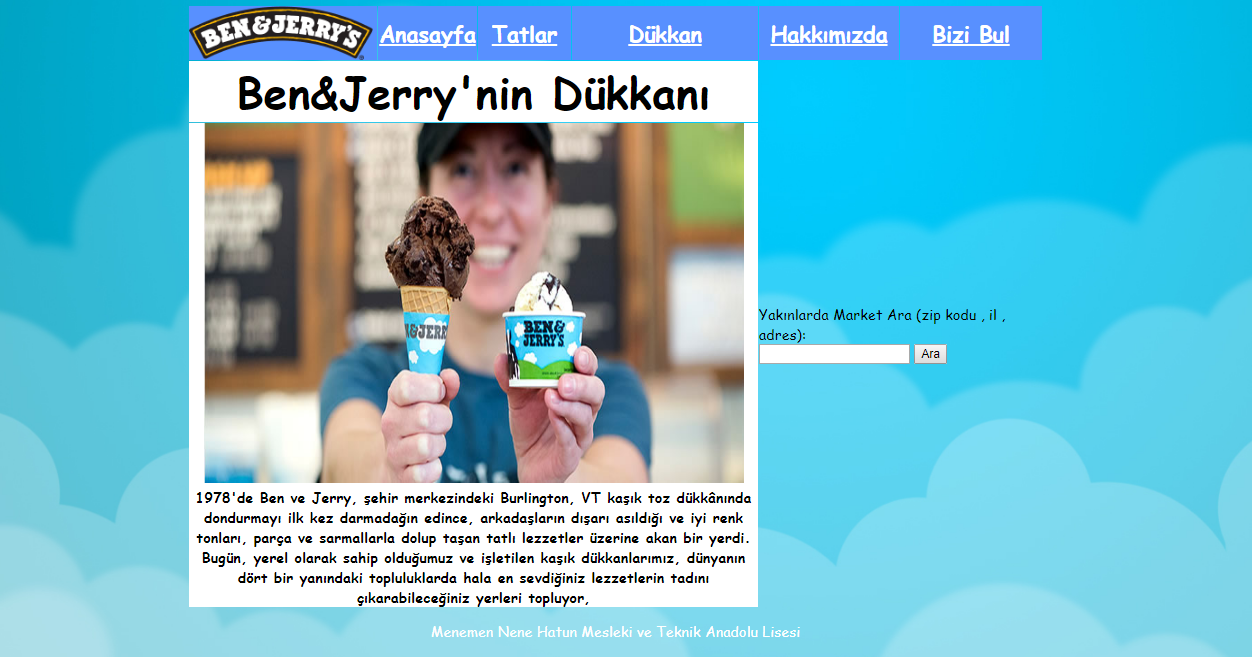 BEN&JERRY'S
Anasayfa Tatlar Dükkan Hakkımızda Bizi Bul
Ben&Jerry'nin Dükkanı
N&JERR
BEN&
JERRY'S
Yakınlarda Market Ara (zip kodu , il ,
adres):
Ara
1978'de Ben ve Jerry, şehir merkezindeki Burlington, VT kaşık toz dükkânında
dondurmayı ilk kez darmadağın edince, arkadaşların dışarı asıldığı ve iyi renk
tonları, parça ve sarmallarla dolup taşan tatlı lezzetler üzerine akan bir yerdi.
Bugün, yerel olarak sahip olduğumuz ve işletilen kaşık dükkanlarımız, dünyanın
dört bir yanındaki topluluklarda hala en sevdiğiniz lezzetlerin tadını
çıkarabileceğiniz yerleri topluyor,
Menemen Nene Hatun Mesleki ve Teknik Anadolu Lisesi